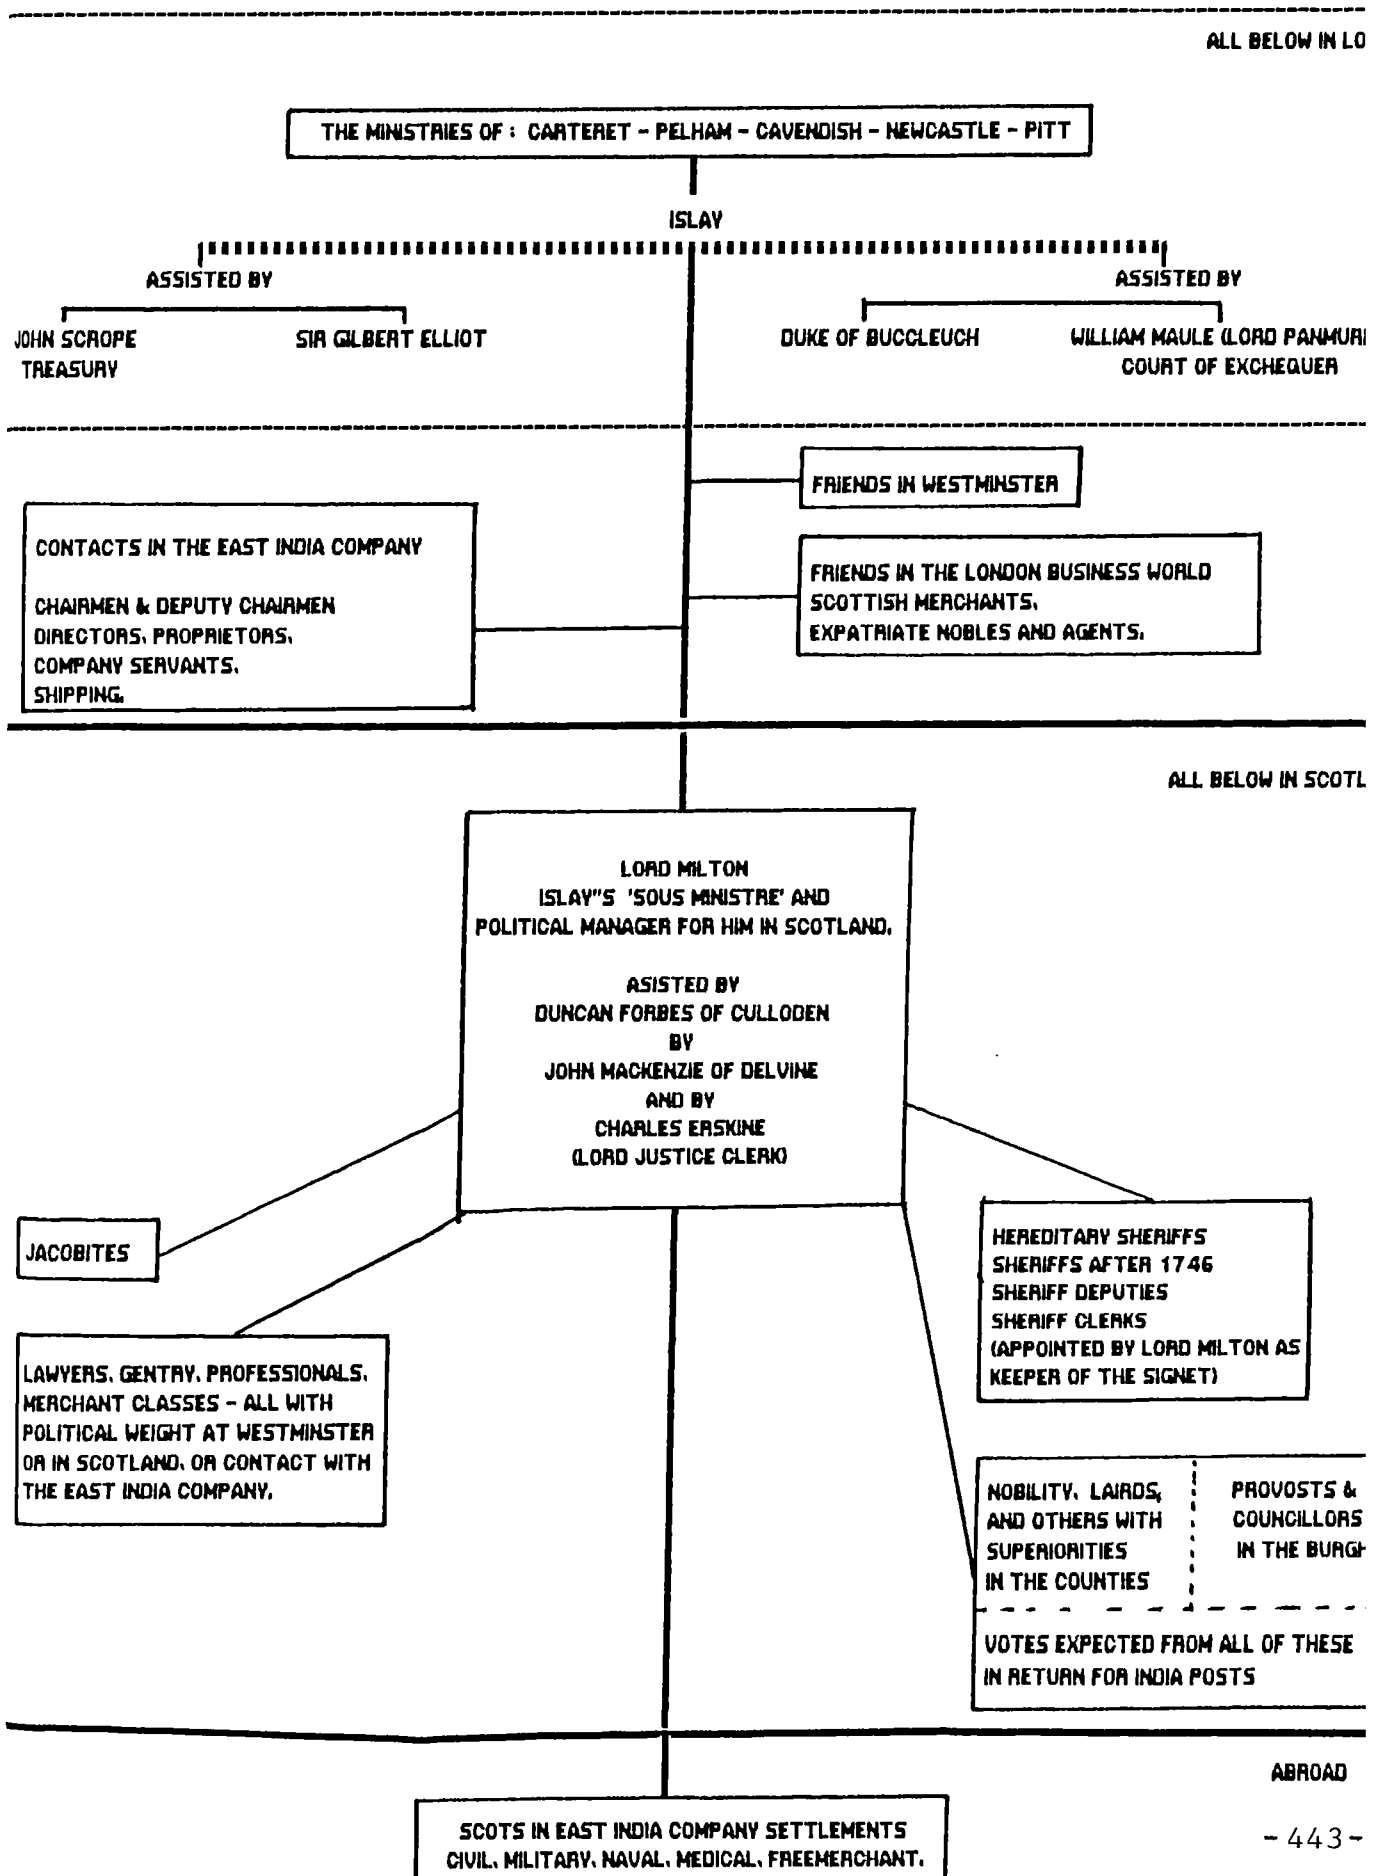 ALL BELOW IN LO
THE MINISTRIES OF : CARTERET - PELHAM - CAVENDISH - NEWCASTLE - PITT
ISLAY
ASSISTED BY
ASSISTED BY
JOHN SCROPE
TREASURY
SIR GILBERT ELLIOT
DUKE OF BUCCLEUCH
WILLIAM MAULE (LORD PANMUR
COURT OF EXCHEQUER
FRIENDS IN WESTMINSTER
CONTACTS IN THE EAST INDIA COMPANY
CHAIRMEN & DEPUTY CHAIRMEN
DIRECTORS, PROPRIETORS,
COMPANY SERVANTS,
SHIPPING,
FRIENDS IN THE LONDON BUSINESS WORLD
SCOTTISH MERCHANTS,
EXPATRIATE NOBLES AND AGENTS.
ALL BELOW IN SCOTL
LORD MILTON
ISLAY"S 'SOUS MINISTRE' AND
POLITICAL MANAGER FOR HIM IN SCOTLAND.
ASISTED BY
DUNCAN FORBES OF CULLODEN
BY
JOHN MACKENZIE OF DELVINE
AND BY
CHARLES ERSKINE
(LORD JUSTICE CLERK)
JACOBITES
LAWYERS, GENTRY, PROFESSIONALS,
MERCHANT CLASSES - ALL WITH
POLITICAL WEIGHT AT WESTMINSTER
OR IN SCOTLAND, OR CONTACT WITH
THE EAST INDIA COMPANY.
HEREDITARY SHERIFFS
SHERIFFS AFTER 1746
SHERIFF DEPUTIES
SHERIFF CLERKS
(APPOINTED BY LORD MILTON AS
KEEPER OF THE SIGNET)
NOBILITY, LAIRDS,
AND OTHERS WITH
SUPERIORITIES
IN THE COUNTIES
PROVOSTS &
COUNCILLORS
IN THE BURGH
VOTES EXPECTED FROM ALL OF THESE
IN RETURN FOR INDIA POSTS
ABROAD
SCOTS IN EAST INDIA COMPANY SETTLEMENTS
CIVIL, MILITARY, NAVAL, MEDICAL, FREEMERCHANT.
-443-